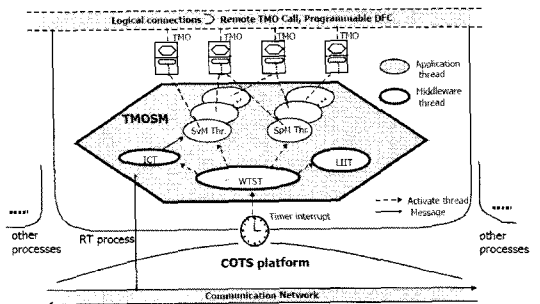 Logical connections ⊃ Remote TMO Call, Programmable DFC
TMO TMO TMO TMO
Application thread
Middleware thread
TMOSM
SvM Thr.
SpM Thr.
ICT
LIIT
WTST
Activate thread
Message
Timer interrupt
.....
other processes
RT process
COTS platform
.....
other processes
Communication Network